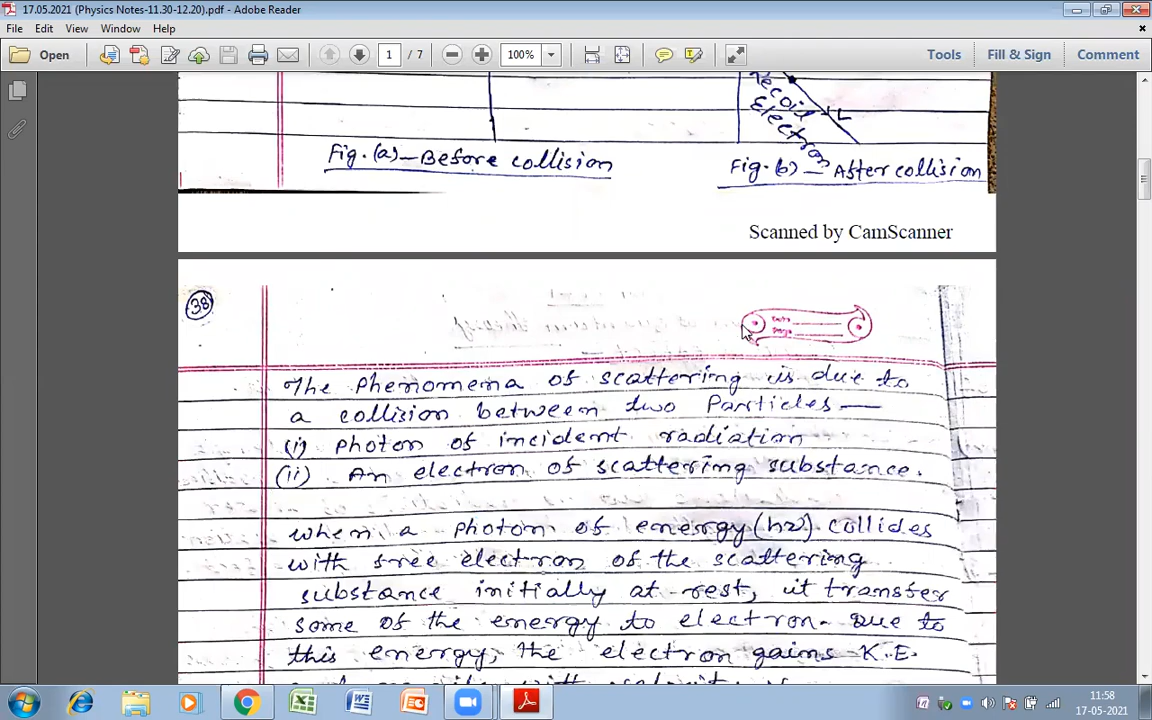 17.05.2021 (Physics Notes-11.30-12.20).pdf - Adobe Reader
File Edit View Window Help
Open 1 / 7 100% Tools Fill & Sign Comment
recoil
Electron
Fig.(a)—Before collision
Fig.(b) — After collision
Scanned by CamScanner
38
The Phenomena of scattering is due to
a collision between two Particles —
(i) photon of incident radiation
(ii) An electron of scattering substance.
when a photon of energy(hν) collides
with free electron of the scattering
substance initially at rest, it transfer
some of the energy to electron. Due to
this energy, the electron gains K.E.
11:58
17-05-2021